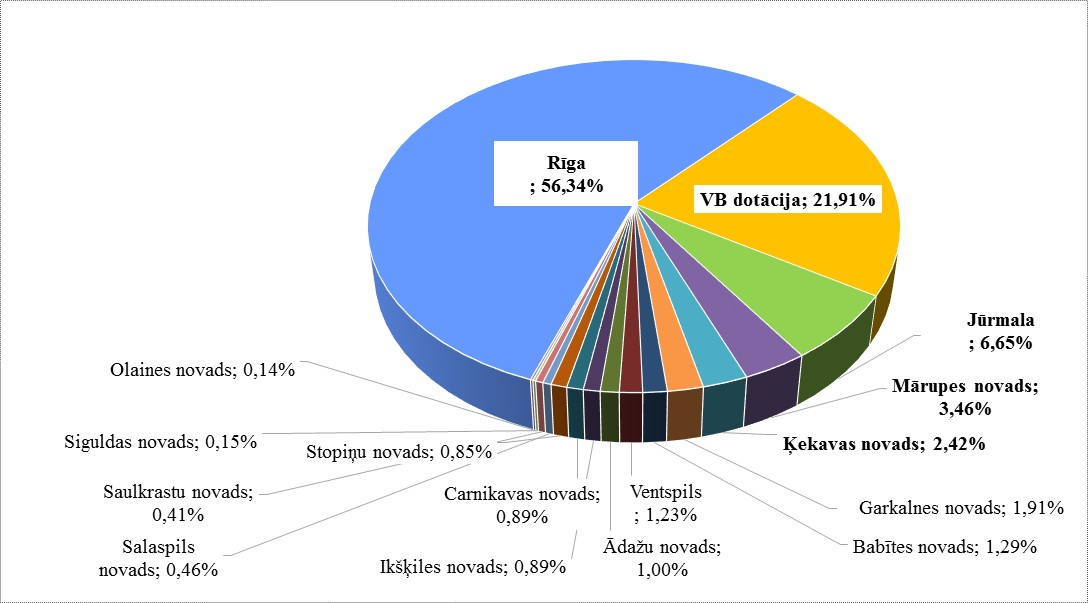 Rīga
; 56,34%
VB dotācija; 21,91%
Jūrmala
; 6,65%
Mārupes novads;
3,46%
Ķekavas novads; 2,42%
Garkalnes novads; 1,91%
Babītes novads; 1,29%
Ventspils
; 1,23%
Ādažu novads;
1,00%
Carnikavas novads;
0,89%
Ikšķiles novads; 0,89%
Stopiņu novads; 0,85%
Salaspils
novads; 0,46%
Saulkrastu novads;
0,41%
Siguldas novads; 0,15%
Olaines novads; 0,14%